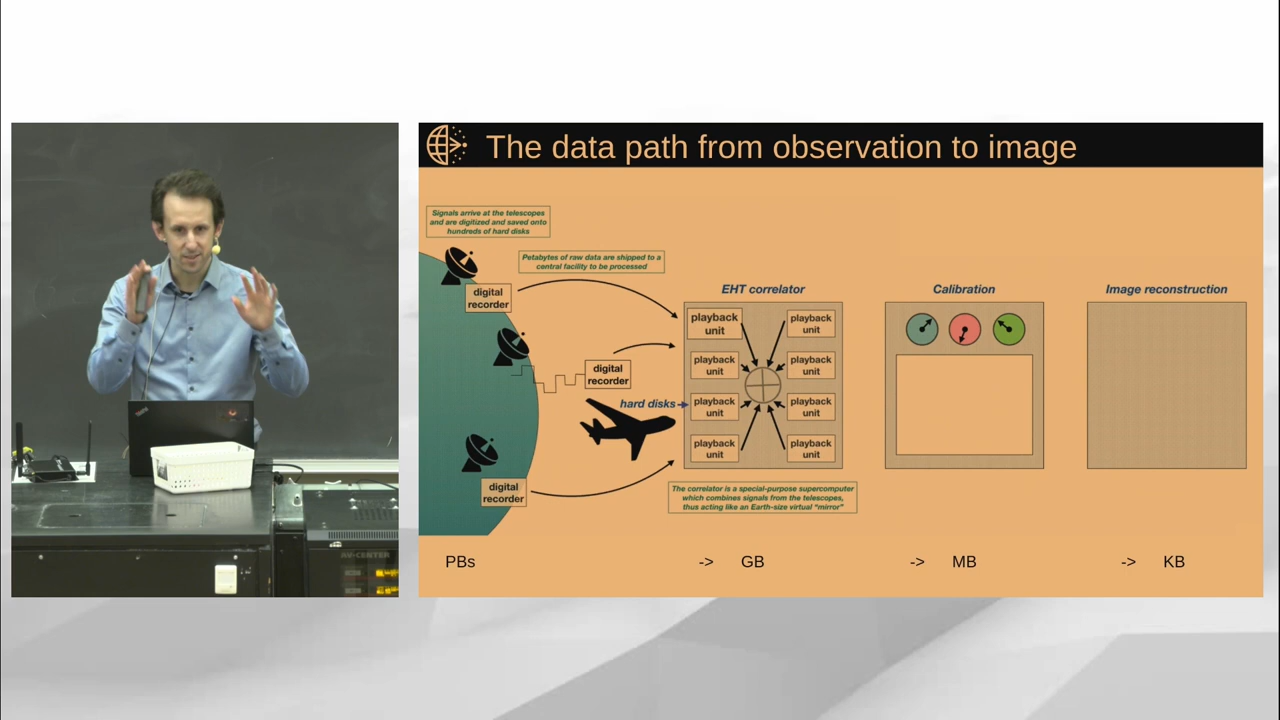 The data path from observation to image
Signals arrive at the telescopes
and are digitized and saved onto
hundreds of hard disks
Petabytes of raw data are shipped to a
central facility to be processed
digital
recorder
digital
recorder
hard disks
digital
recorder
EHT correlator
playback
unit
playback
unit
playback
unit
playback
unit
playback
unit
playback
unit
playback
unit
playback
unit
The correlator is a special-purpose supercomputer
which combines signals from the telescopes,
thus acting like an Earth-size virtual "mirror"
Calibration
Image reconstruction
PBs -> GB -> MB -> KB
AV-CENTER